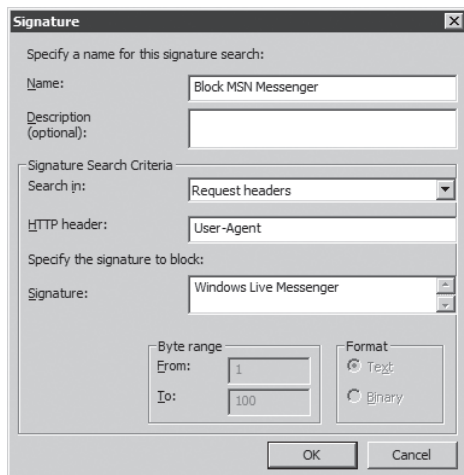 Signature
Specify a name for this signature search:
Name:
Block MSN Messenger
Description
(optional):
Signature Search Criteria
Search in:
Request headers
HTTP header:
User-Agent
Specify the signature to block:
Signature:
Windows Live Messenger
Byte range
From:
1
To:
100
Format
Text
Binary
OK
Cancel